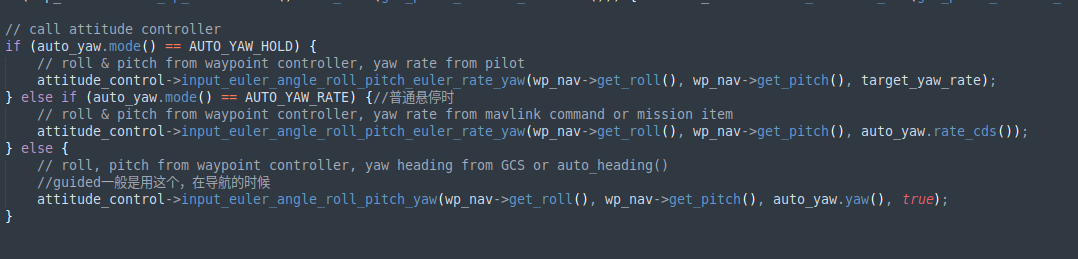 // call attitude controller
if (auto_yaw.mode() == AUTO_YAW_HOLD) {
    // roll & pitch from waypoint controller, yaw rate from pilot
    attitude_control->input_euler_angle_roll_pitch_euler_rate_yaw(wp_nav->get_roll(), wp_nav->get_pitch(), target_yaw_rate);
} else if (auto_yaw.mode() == AUTO_YAW_RATE) {//普通悬停时
    // roll & pitch from waypoint controller, yaw rate from mavlink command or mission item
    attitude_control->input_euler_angle_roll_pitch_euler_rate_yaw(wp_nav->get_roll(), wp_nav->get_pitch(), auto_yaw.rate_cds());
} else {
    // roll, pitch from waypoint controller, yaw heading from GCS or auto_heading()
    //guided一般是用这个，在导航的时候
    attitude_control->input_euler_angle_roll_pitch_yaw(wp_nav->get_roll(), wp_nav->get_pitch(), auto_yaw.yaw(), true);
}